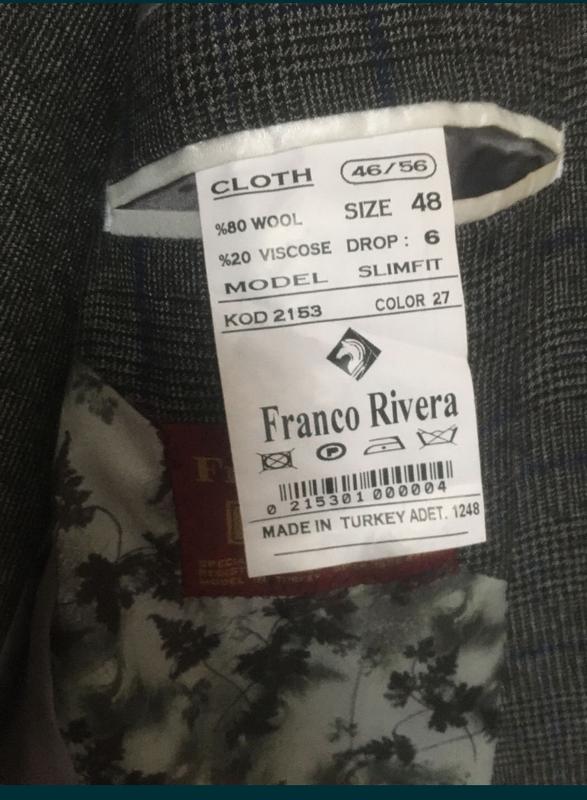 CLOTH 46/56
%80 WOOL SIZE 48
%20 VISCOSE DROP : 6
MODEL SLIMFIT
KOD 2153 COLOR 27
Franco Rivera
P
0 215301 000004
MADE IN TURKEY ADET. 1248
Fr